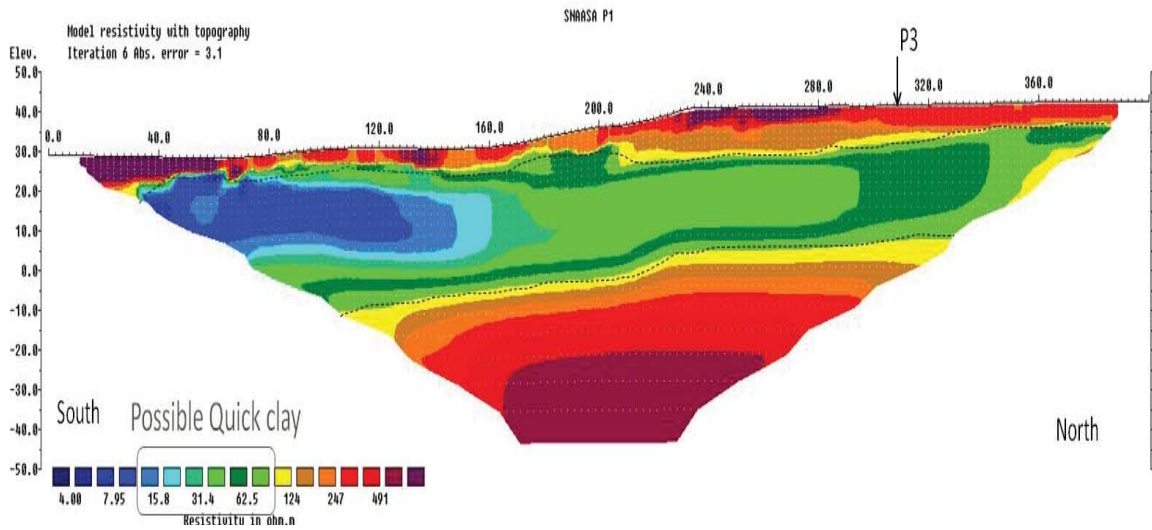 SNAASA P1
Model resistivity with topography
Iteration 6 Abs. error = 3.1
P3
Elev.
50.0
40.0
30.0
20.0
10.0
0.0
-10.0
-20.0
-30.0
-40.0
-50.0
0.0 40.0 80.0 120.0 160.0 200.0 240.0 280.0 320.0 360.0
South
North
Possible Quick clay
4.00 7.95 15.8 31.4 62.5 124 247 491
Resistivity in ohm.m